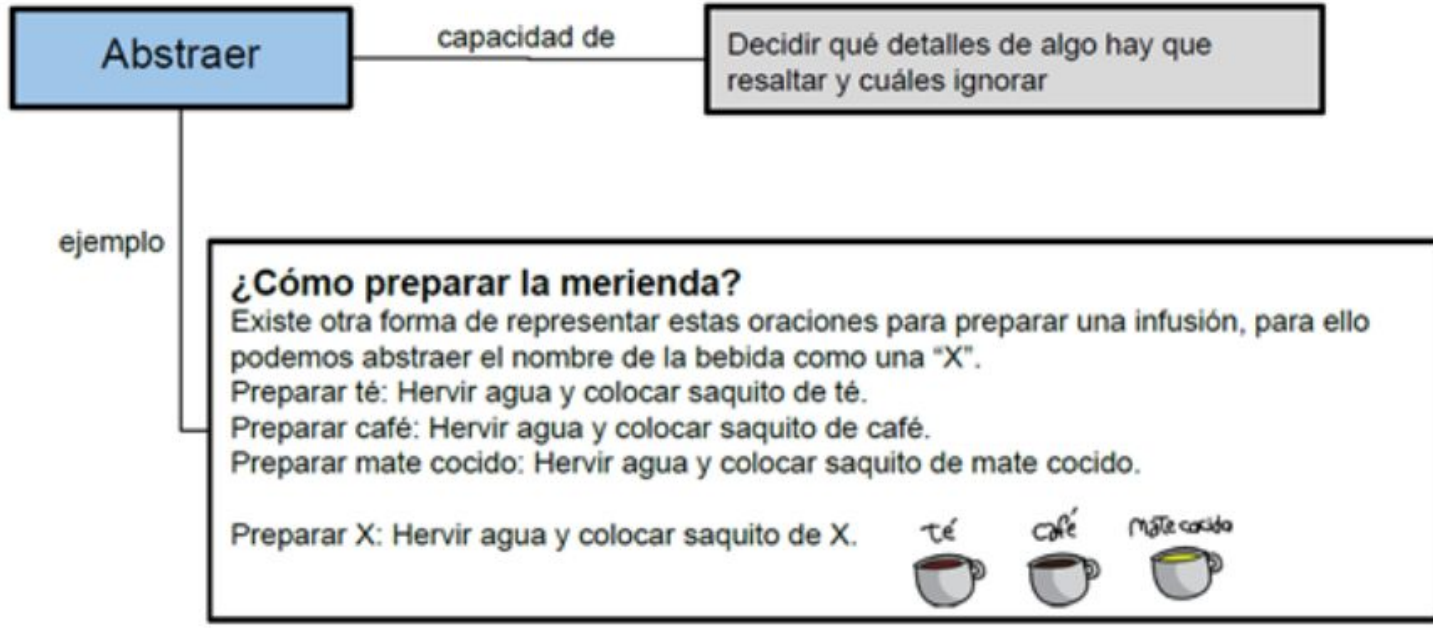 Abstraer
capacidad de
Decidir qué detalles de algo hay que
resaltar y cuáles ignorar
ejemplo
¿Cómo preparar la merienda?
Existe otra forma de representar estas oraciones para preparar una infusión, para ello
podemos abstraer el nombre de la bebida como una “X”.
Preparar té: Hervir agua y colocar saquito de té.
Preparar café: Hervir agua y colocar saquito de café.
Preparar mate cocido: Hervir agua y colocar saquito de mate cocido.
Preparar X: Hervir agua y colocar saquito de X.
té
café
mate cocido